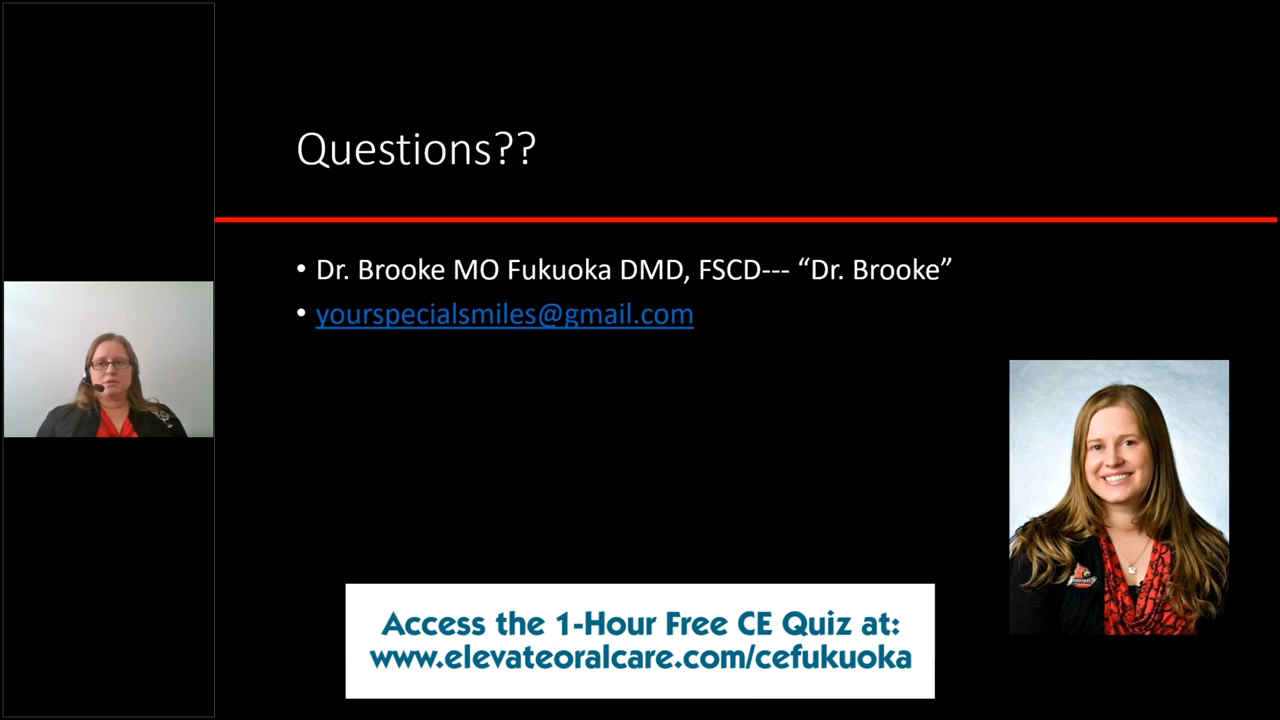 Questions??
• Dr. Brooke MO Fukuoka DMD, FSCD--- “Dr. Brooke”
• yourspecialsmiles@gmail.com
Access the 1-Hour Free CE Quiz at:
www.elevateoralcare.com/cefukuoka